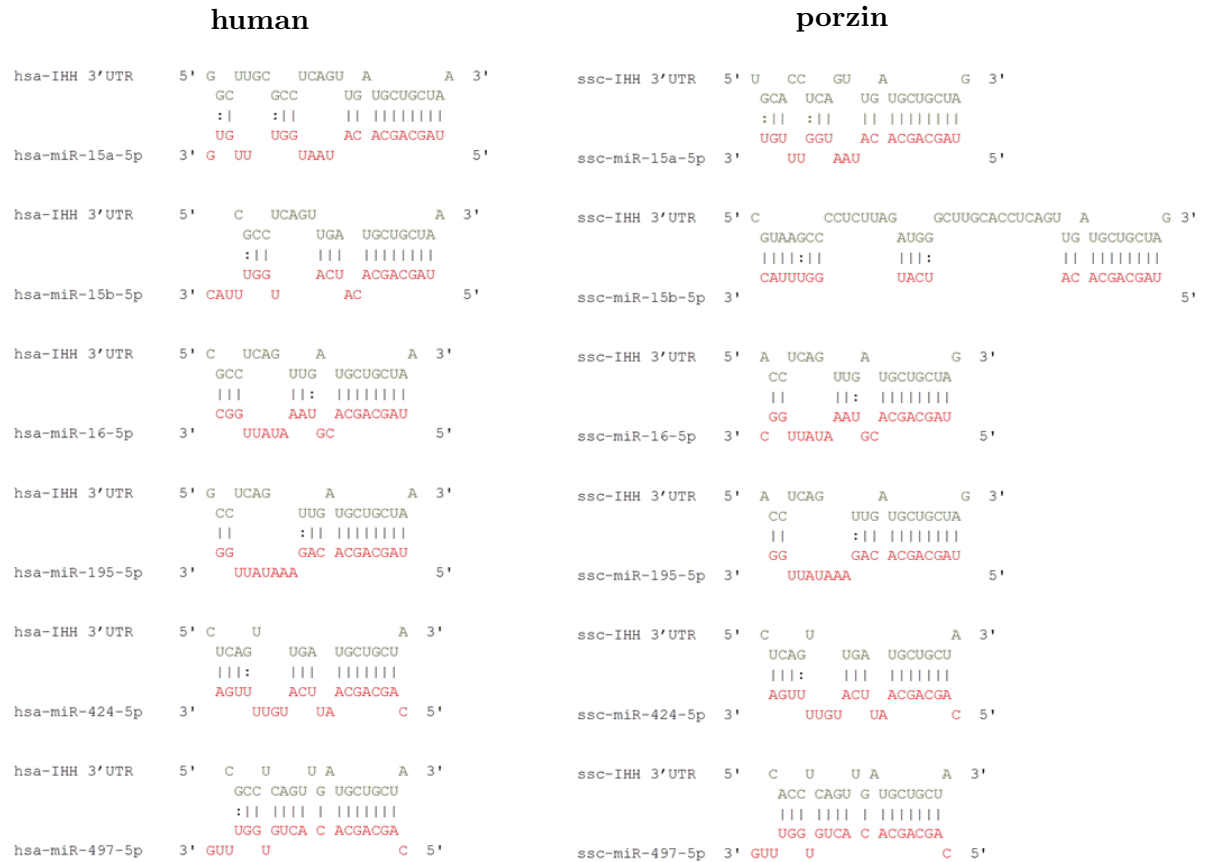 human
hsa-IHH 3'UTR 5' G UUGC UCAGU A A 3'
GC GCC UG UGCUGCUA
:| :|| || ||||||||
UG UGG AC ACGACGAU
hsa-miR-15a-5p 3' G UU UAAU 5'
hsa-IHH 3'UTR 5' C UCAGU A 3'
GCC UGA UGCUGCUA
:|| ||| ||||||||
UGG ACU ACGACGAU
hsa-miR-15b-5p 3' CAUU U AC 5'
hsa-IHH 3'UTR 5' C UCAG A A 3'
GCC UUG UGCUGCUA
||| ||: ||||||||
CGG AAU ACGACGAU
hsa-miR-16-5p 3' UUAUA GC 5'
hsa-IHH 3'UTR 5' G UCAG A A 3'
CC UUG UGCUGCUA
|| :|| ||||||||
GG GAC ACGACGAU
hsa-miR-195-5p 3' UUAUAAA 5'
hsa-IHH 3'UTR 5' C U A 3'
UCAG UGA UGCUGCU
|||: ||| |||||||
AGUU ACU ACGACGA
hsa-miR-424-5p 3' UUGU UA C 5'
hsa-IHH 3'UTR 5' C U U A A 3'
GCC CAGU G UGCUGCU
:|| |||| | |||||||
UGG GUCA C ACGACGA
hsa-miR-497-5p 3' GUU U C 5'
porzin
ssc-IHH 3'UTR 5' U CC GU A G 3'
GCA UCA UG UGCUGCUA
:|| :|| || ||||||||
UGU GGU AC ACGACGAU
ssc-miR-15a-5p 3' UU AAU 5'
ssc-IHH 3'UTR 5' C CCUCUUAG GCUUGCACCUCAGU A G 3'
GUAAGCC AUGG UG UGCUGCUA
||||:|| |||: || ||||||||
CAUUUGG UACU AC ACGACGAU
ssc-miR-15b-5p 3' 5'
ssc-IHH 3'UTR 5' A UCAG A G 3'
CC UUG UGCUGCUA
|| ||: ||||||||
GG AAU ACGACGAU
ssc-miR-16-5p 3' C UUAUA GC 5'
ssc-IHH 3'UTR 5' A UCAG A G 3'
CC UUG UGCUGCUA
|| :|| ||||||||
GG GAC ACGACGAU
ssc-miR-195-5p 3' UUAUAAA 5'
ssc-IHH 3'UTR 5' C U A 3'
UCAG UGA UGCUGCU
|||: ||| |||||||
AGUU ACU ACGACGA
ssc-miR-424-5p 3' UUGU UA C 5'
ssc-IHH 3'UTR 5' C U U A A 3'
ACC CAGU G UGCUGCU
||| |||| | |||||||
UGG GUCA C ACGACGA
ssc-miR-497-5p 3' GUU U C 5'